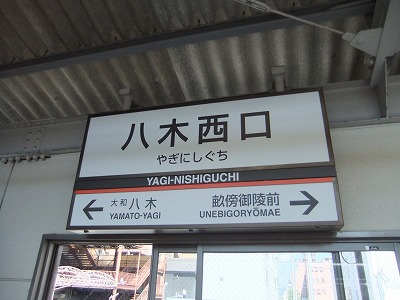 八木西口
やぎにしぐち
YAGI-NISHIGUCHI
← 大和八木
YAMATO-YAGI
畝傍御陵前 →
UNEBIGORYŌMAE